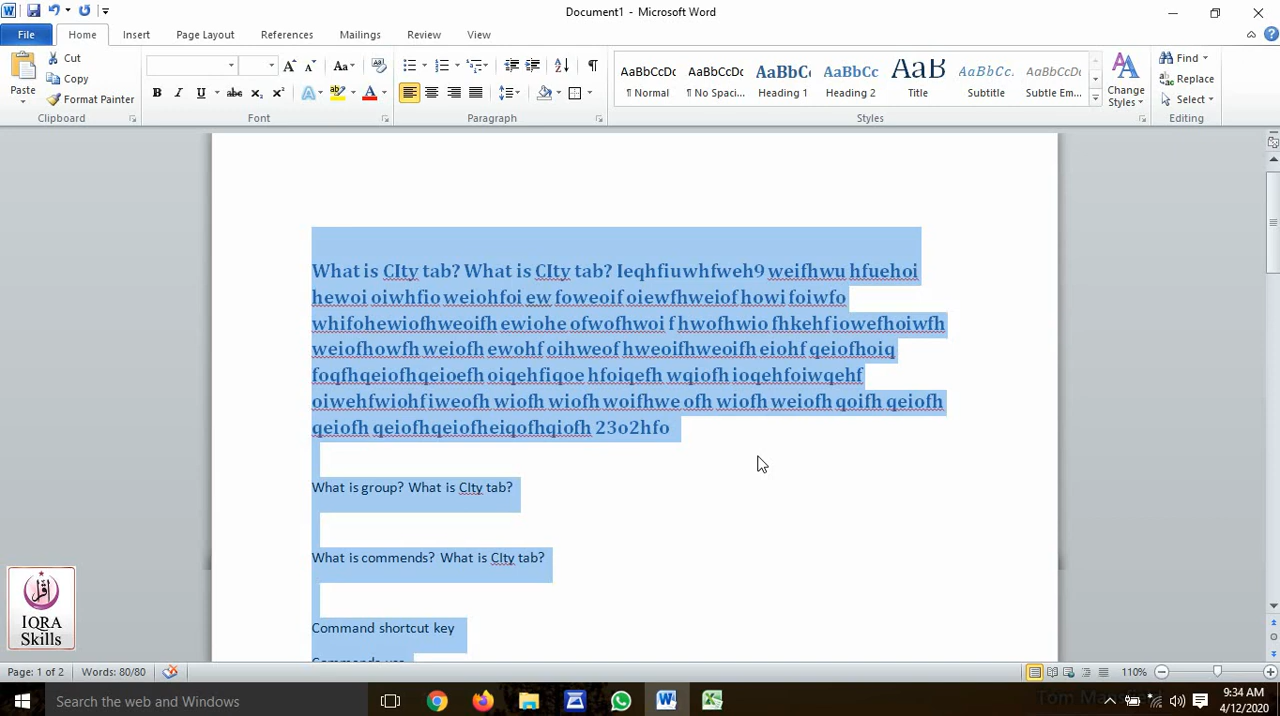 Document1 - Microsoft Word
File Home Insert Page Layout References Mailings Review View
Paste Cut Copy Format Painter
Clipboard Font Paragraph Styles Editing
AaBbCcDc AaBbCcDc AaBbC AaBbCc AaB AaBbCc. AaBbCcDc
¶ Normal ¶ No Spaci... Heading 1 Heading 2 Title Subtitle Subtle Em...
Change Styles
Find Replace Select
What is CIty tab? What is CIty tab? Ieqhfiuwhfweh9 weifhwu hfuehoi
hewoi oiwhfio weiohfoi ew foweoif oiewfhweiof howi foiwfo
whifohewiofhweoifh ewiohe ofwofhwoi f hwofhwio fhkehf iowefhoiwfh
weiofhowfh weiofh ewohf oihweof hweoifhweoifh eiohf qeiofhoiq
foqfhqeiofhqeioefh oiqehfiqoe hfoiqefh wqiofh ioqehfoiwqehf
oiwehfwiohf iweofh wiofh wiofh woifhwe ofh wiofh weiofh qoifh qeiofh
qeiofh qeiofhqeiofheiqofhqiofh 23o2hfo
What is group? What is CIty tab?
What is commends? What is CIty tab?
Command shortcut key
اقرأ
IQRA
Skills
Page: 1 of 2 Words: 80/80 110%
Search the web and Windows
9:34 AM
4/12/2020